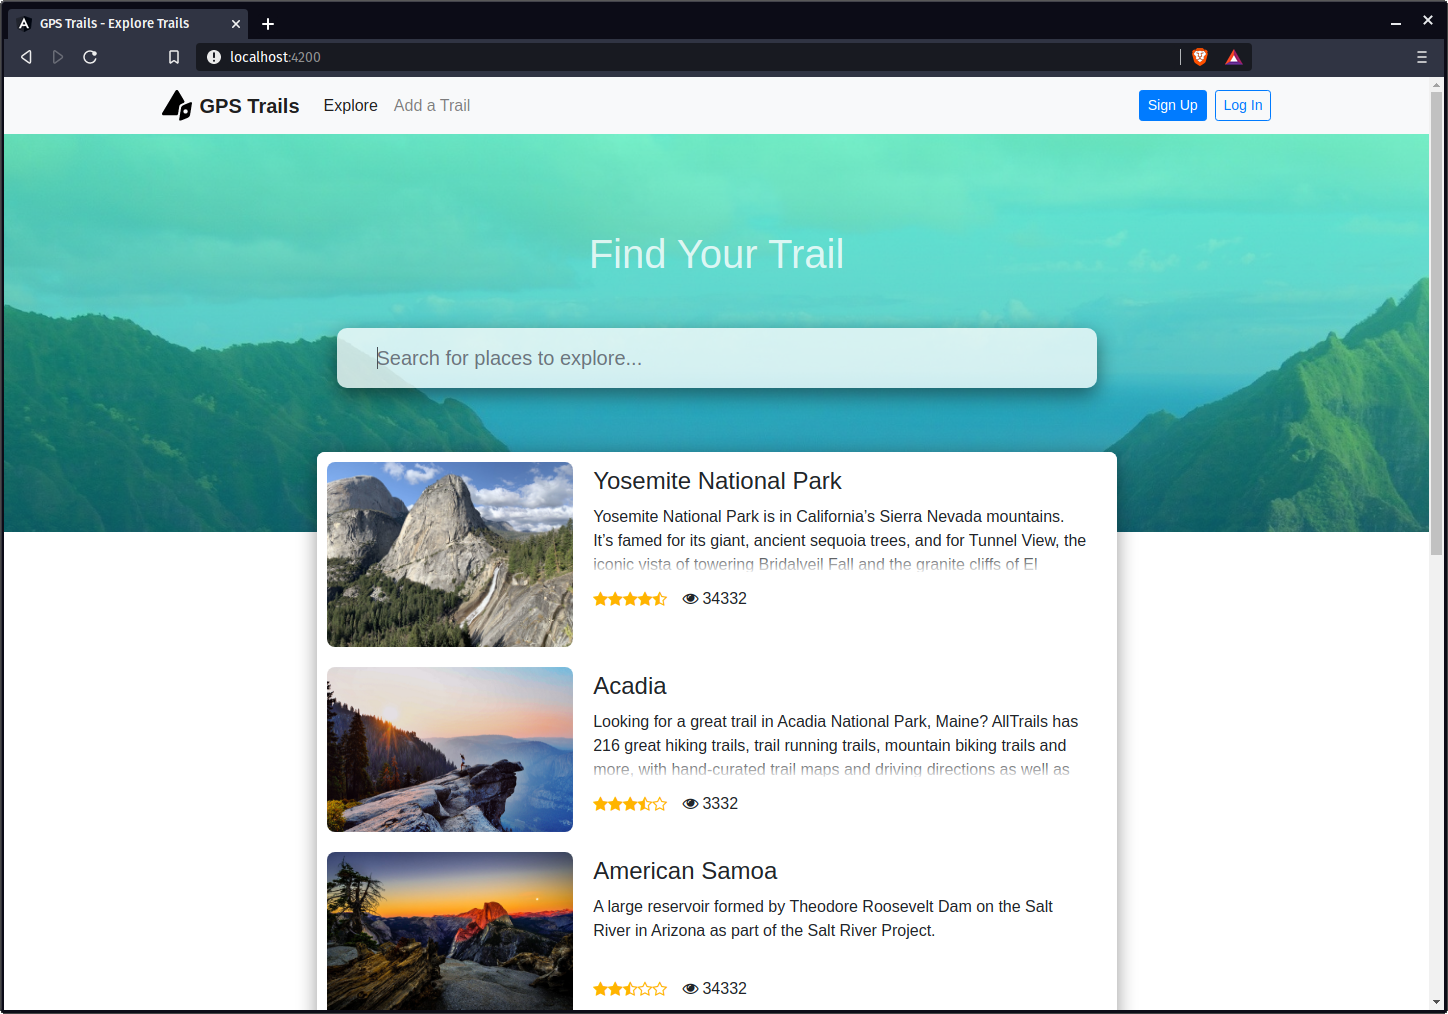 GPS Trails - Explore Trails
localhost:4200
GPS Trails Explore Add a Trail Sign Up Log In
Find Your Trail
Search for places to explore...
Yosemite National Park
Yosemite National Park is in California’s Sierra Nevada mountains.
It’s famed for its giant, ancient sequoia trees, and for Tunnel View, the
iconic vista of towering Bridalveil Fall and the granite cliffs of El
34332
Acadia
Looking for a great trail in Acadia National Park, Maine? AllTrails has
216 great hiking trails, trail running trails, mountain biking trails and
more, with hand-curated trail maps and driving directions as well as
3332
American Samoa
A large reservoir formed by Theodore Roosevelt Dam on the Salt
River in Arizona as part of the Salt River Project.
34332